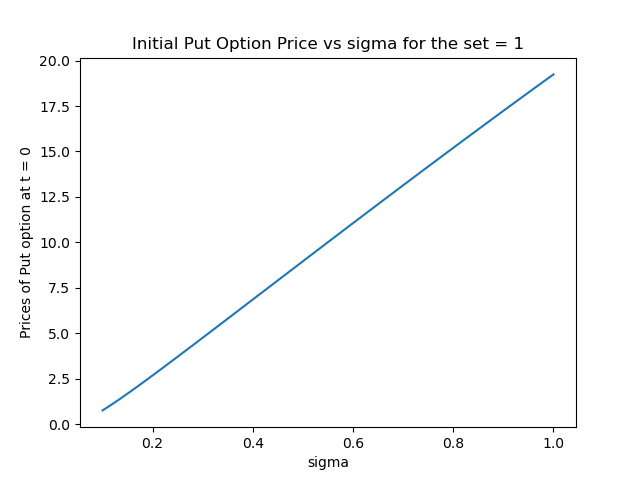 Initial Put Option Price vs sigma for the set = 1
Prices of Put option at t = 0
20.0
17.5
15.0
12.5
10.0
7.5
5.0
2.5
0.0
0.2 0.4 0.6 0.8 1.0
sigma